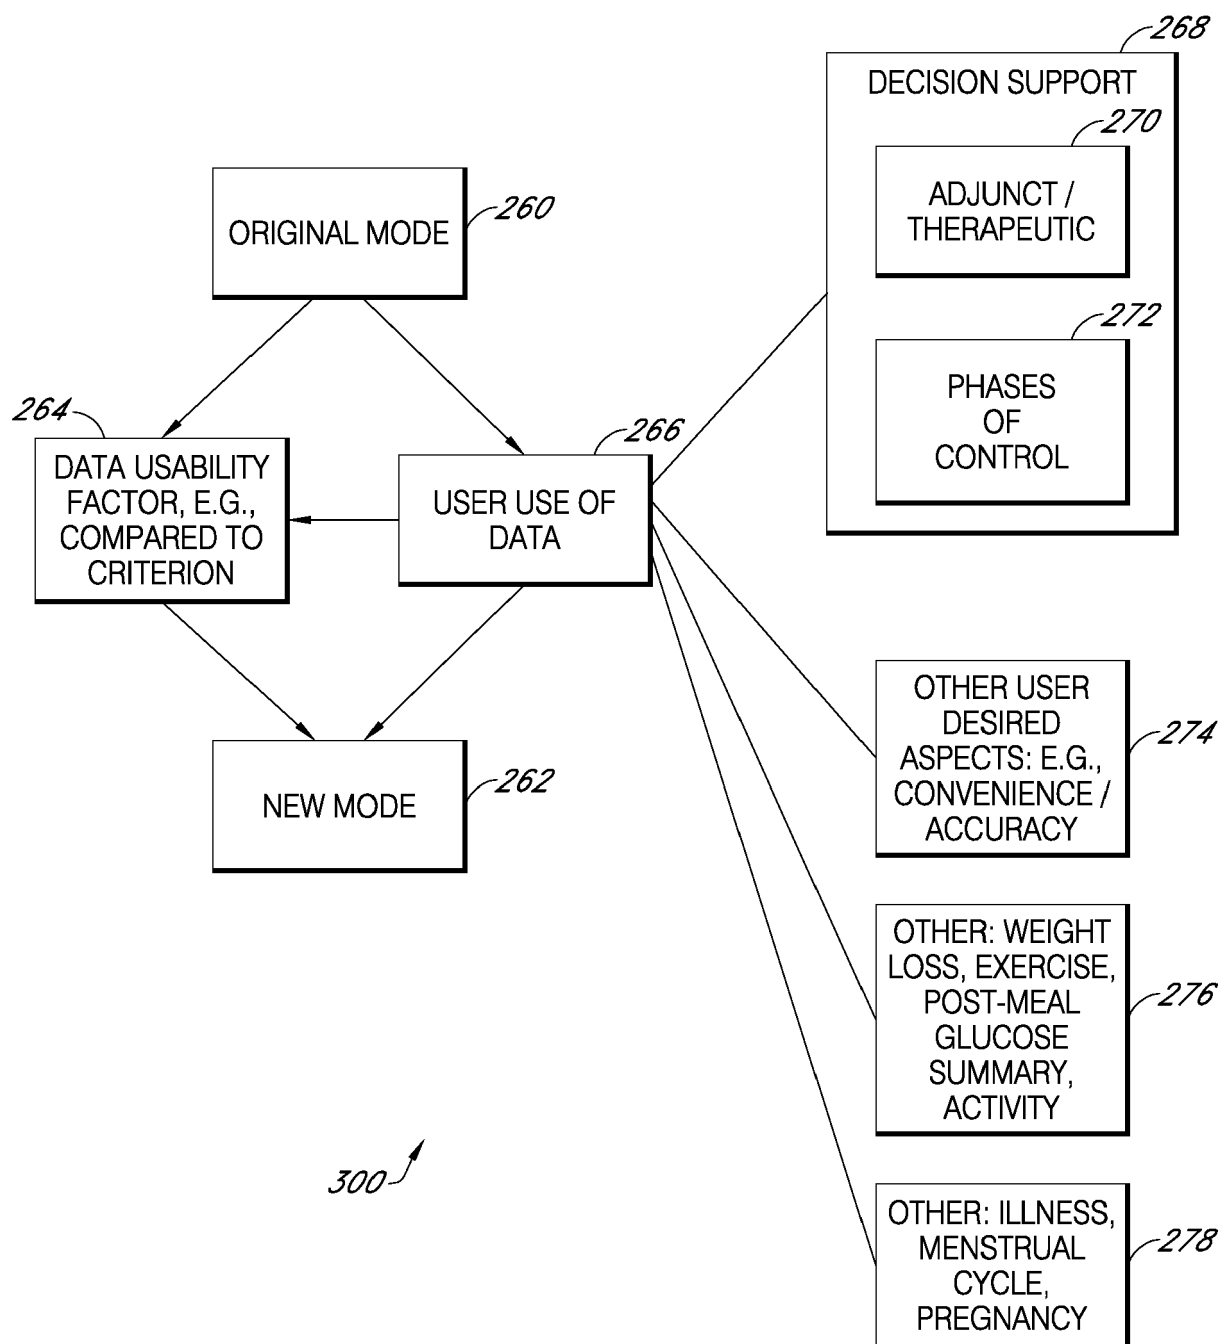 268
DECISION SUPPORT
270
ADJUNCT /
THERAPEUTIC
272
PHASES
OF
CONTROL
260
ORIGINAL MODE
264
DATA USABILITY
FACTOR, E.G.,
COMPARED TO
CRITERION
266
USER USE OF
DATA
262
NEW MODE
274
OTHER USER
DESIRED
ASPECTS: E.G.,
CONVENIENCE /
ACCURACY
276
OTHER: WEIGHT
LOSS, EXERCISE,
POST-MEAL
GLUCOSE
SUMMARY,
ACTIVITY
300
278
OTHER: ILLNESS,
MENSTRUAL
CYCLE,
PREGNANCY